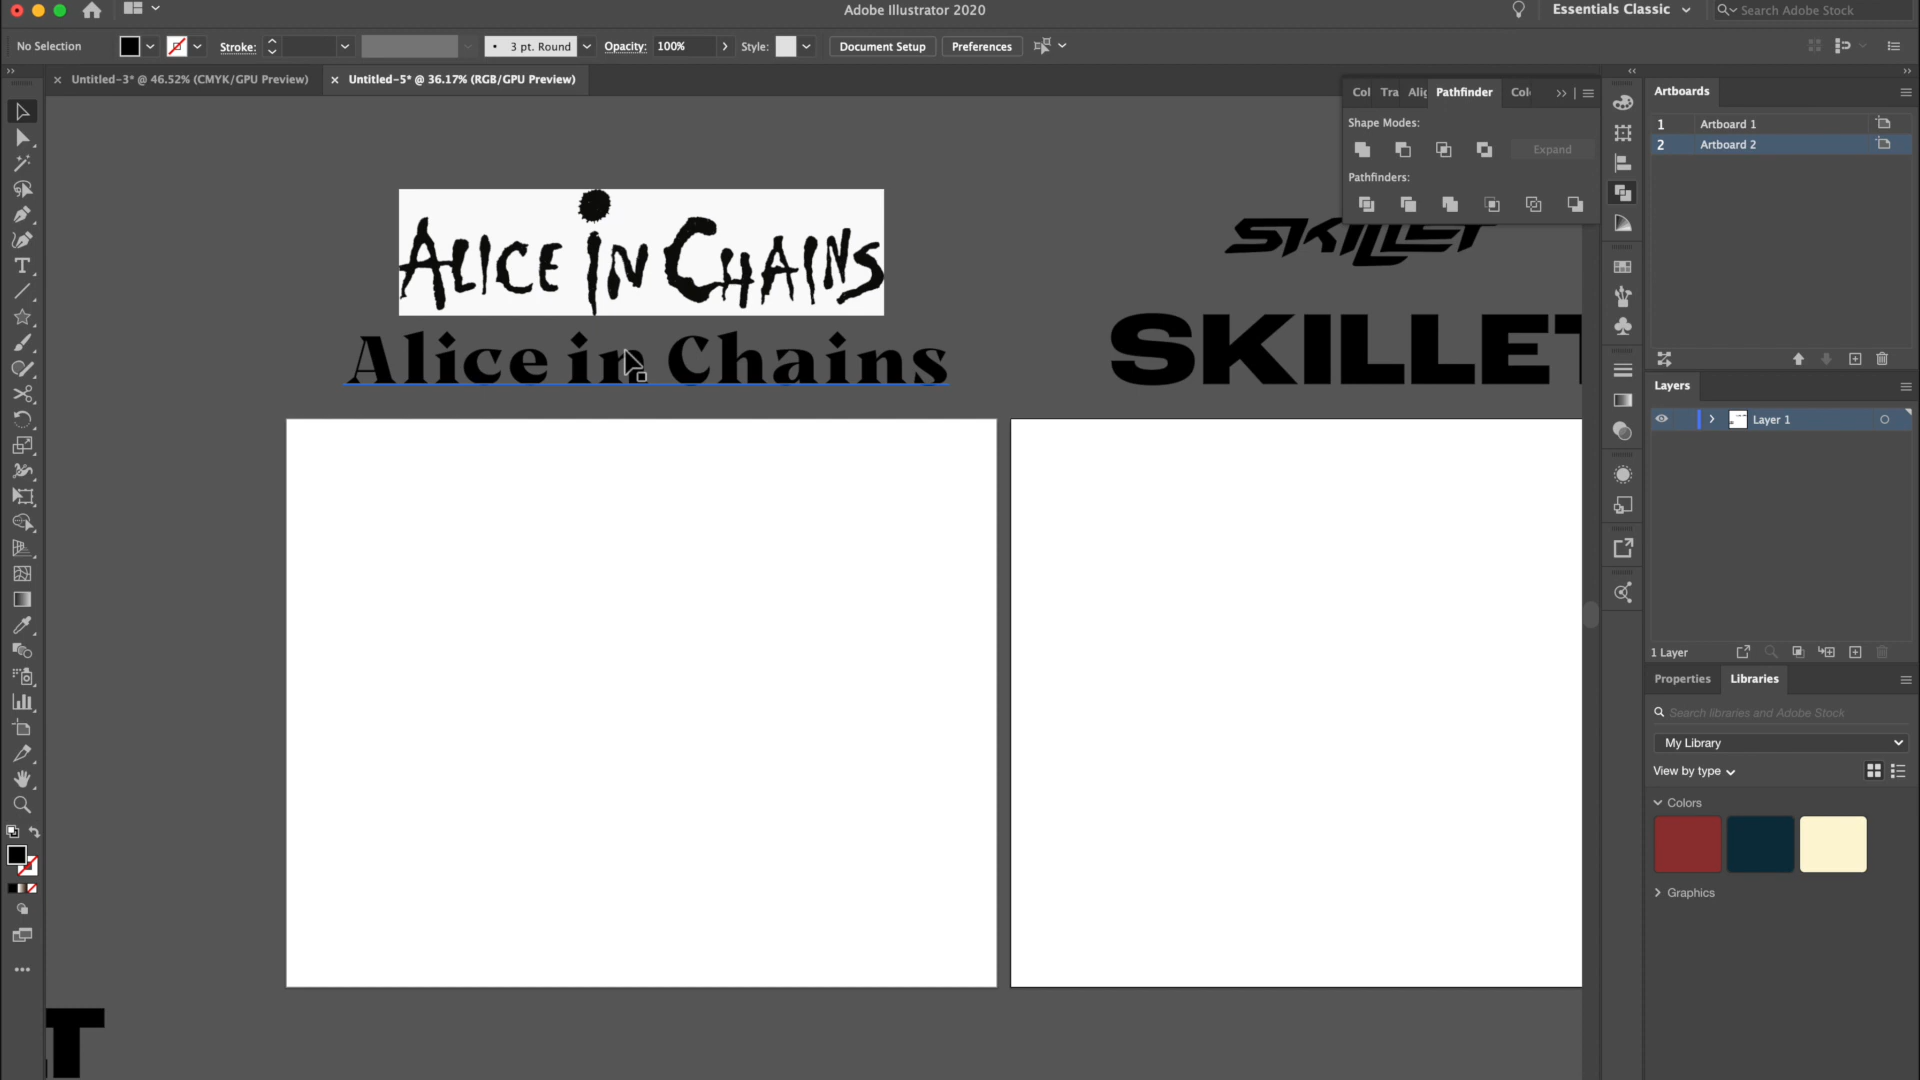 Adobe Illustrator 2020
Essentials Classic
Search Adobe Stock
No Selection
Stroke:
3 pt. Round
Opacity: 100%
Style:
Document Setup
Preferences
Untitled-3* @ 46.52% (CMYK/GPU Preview)
Untitled-5* @ 36.17% (RGB/GPU Preview)
Col Tra Alig Pathfinder Colo
Shape Modes:
Expand
Pathfinders:
Artboards
1 Artboard 1
2 Artboard 2
ALICE IN CHAINS
SKILLET
Alice in Chains
SKILLET
Layers
Layer 1
1 Layer
Properties Libraries
Search libraries and Adobe Stock
My Library
View by type
Colors
Graphics
T